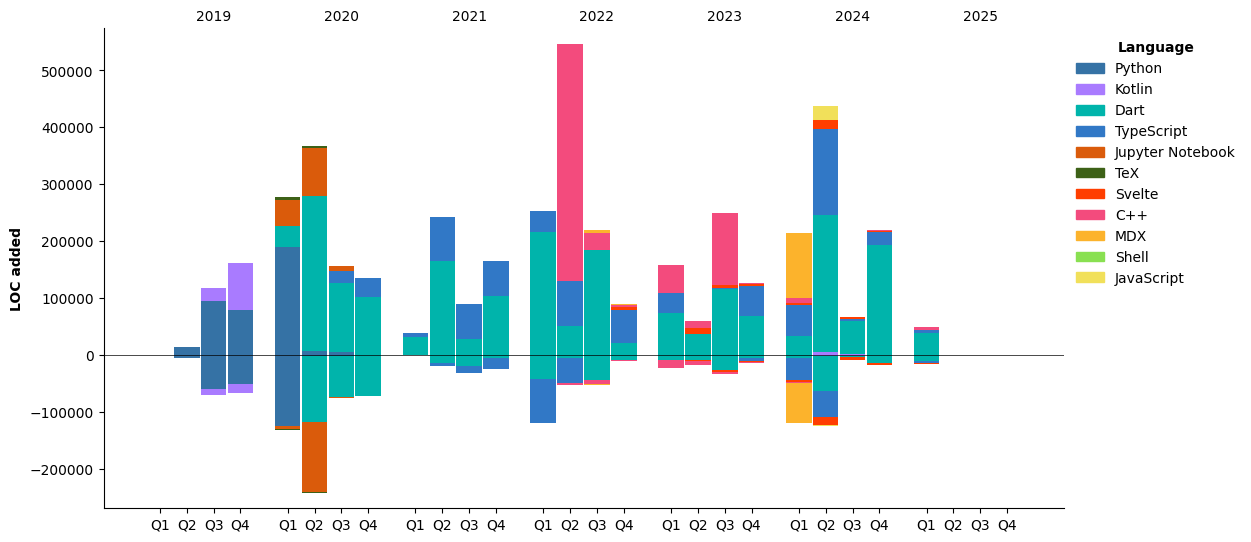 2019 2020 2021 2022 2023 2024 2025
LOC added
500000
400000
300000
200000
100000
0
−100000
−200000
Q1 Q2 Q3 Q4 Q1 Q2 Q3 Q4 Q1 Q2 Q3 Q4 Q1 Q2 Q3 Q4 Q1 Q2 Q3 Q4 Q1 Q2 Q3 Q4 Q1 Q2 Q3 Q4
Language
Python
Kotlin
Dart
TypeScript
Jupyter Notebook
TeX
Svelte
C++
MDX
Shell
JavaScript